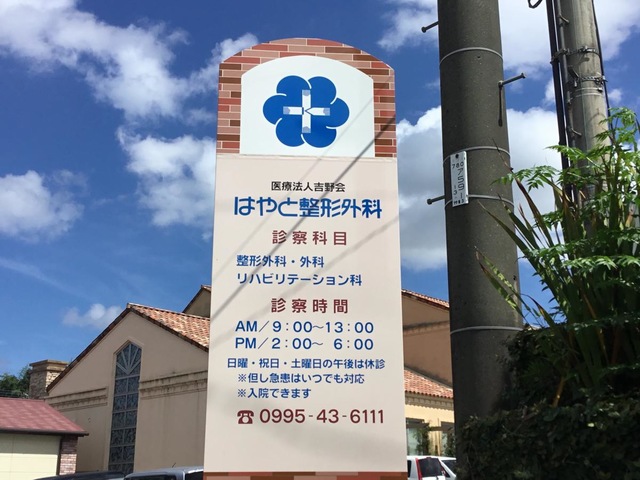 医療法人吉野会
はやと整形外科
診察科目
整形外科・外科
リハビリテーション科
診察時間
AM／9：00～13：00
PM／2：00～ 6：00
日曜・祝日・土曜日の午後は休診
※但し急患はいつでも対応
※入院できます
☎0995-43-6111